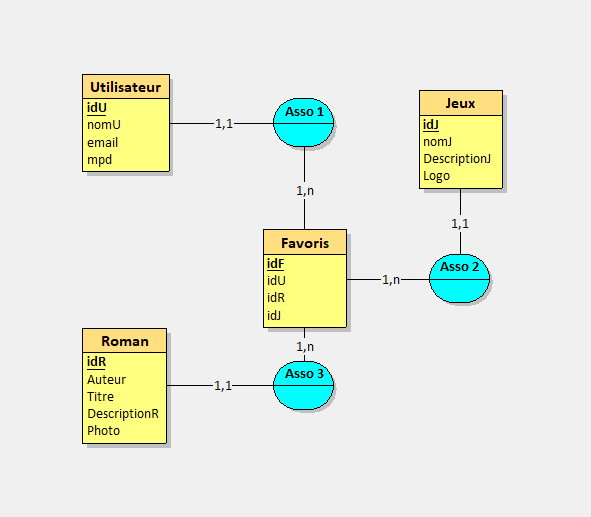 Utilisateur
idU
nomU
email
mpd
1,1
Asso 1
1,n
Jeux
idJ
nomJ
DescriptionJ
Logo
1,1
Asso 2
1,n
Favoris
idF
idU
idR
idJ
1,n
Asso 3
1,1
Roman
idR
Auteur
Titre
DescriptionR
Photo